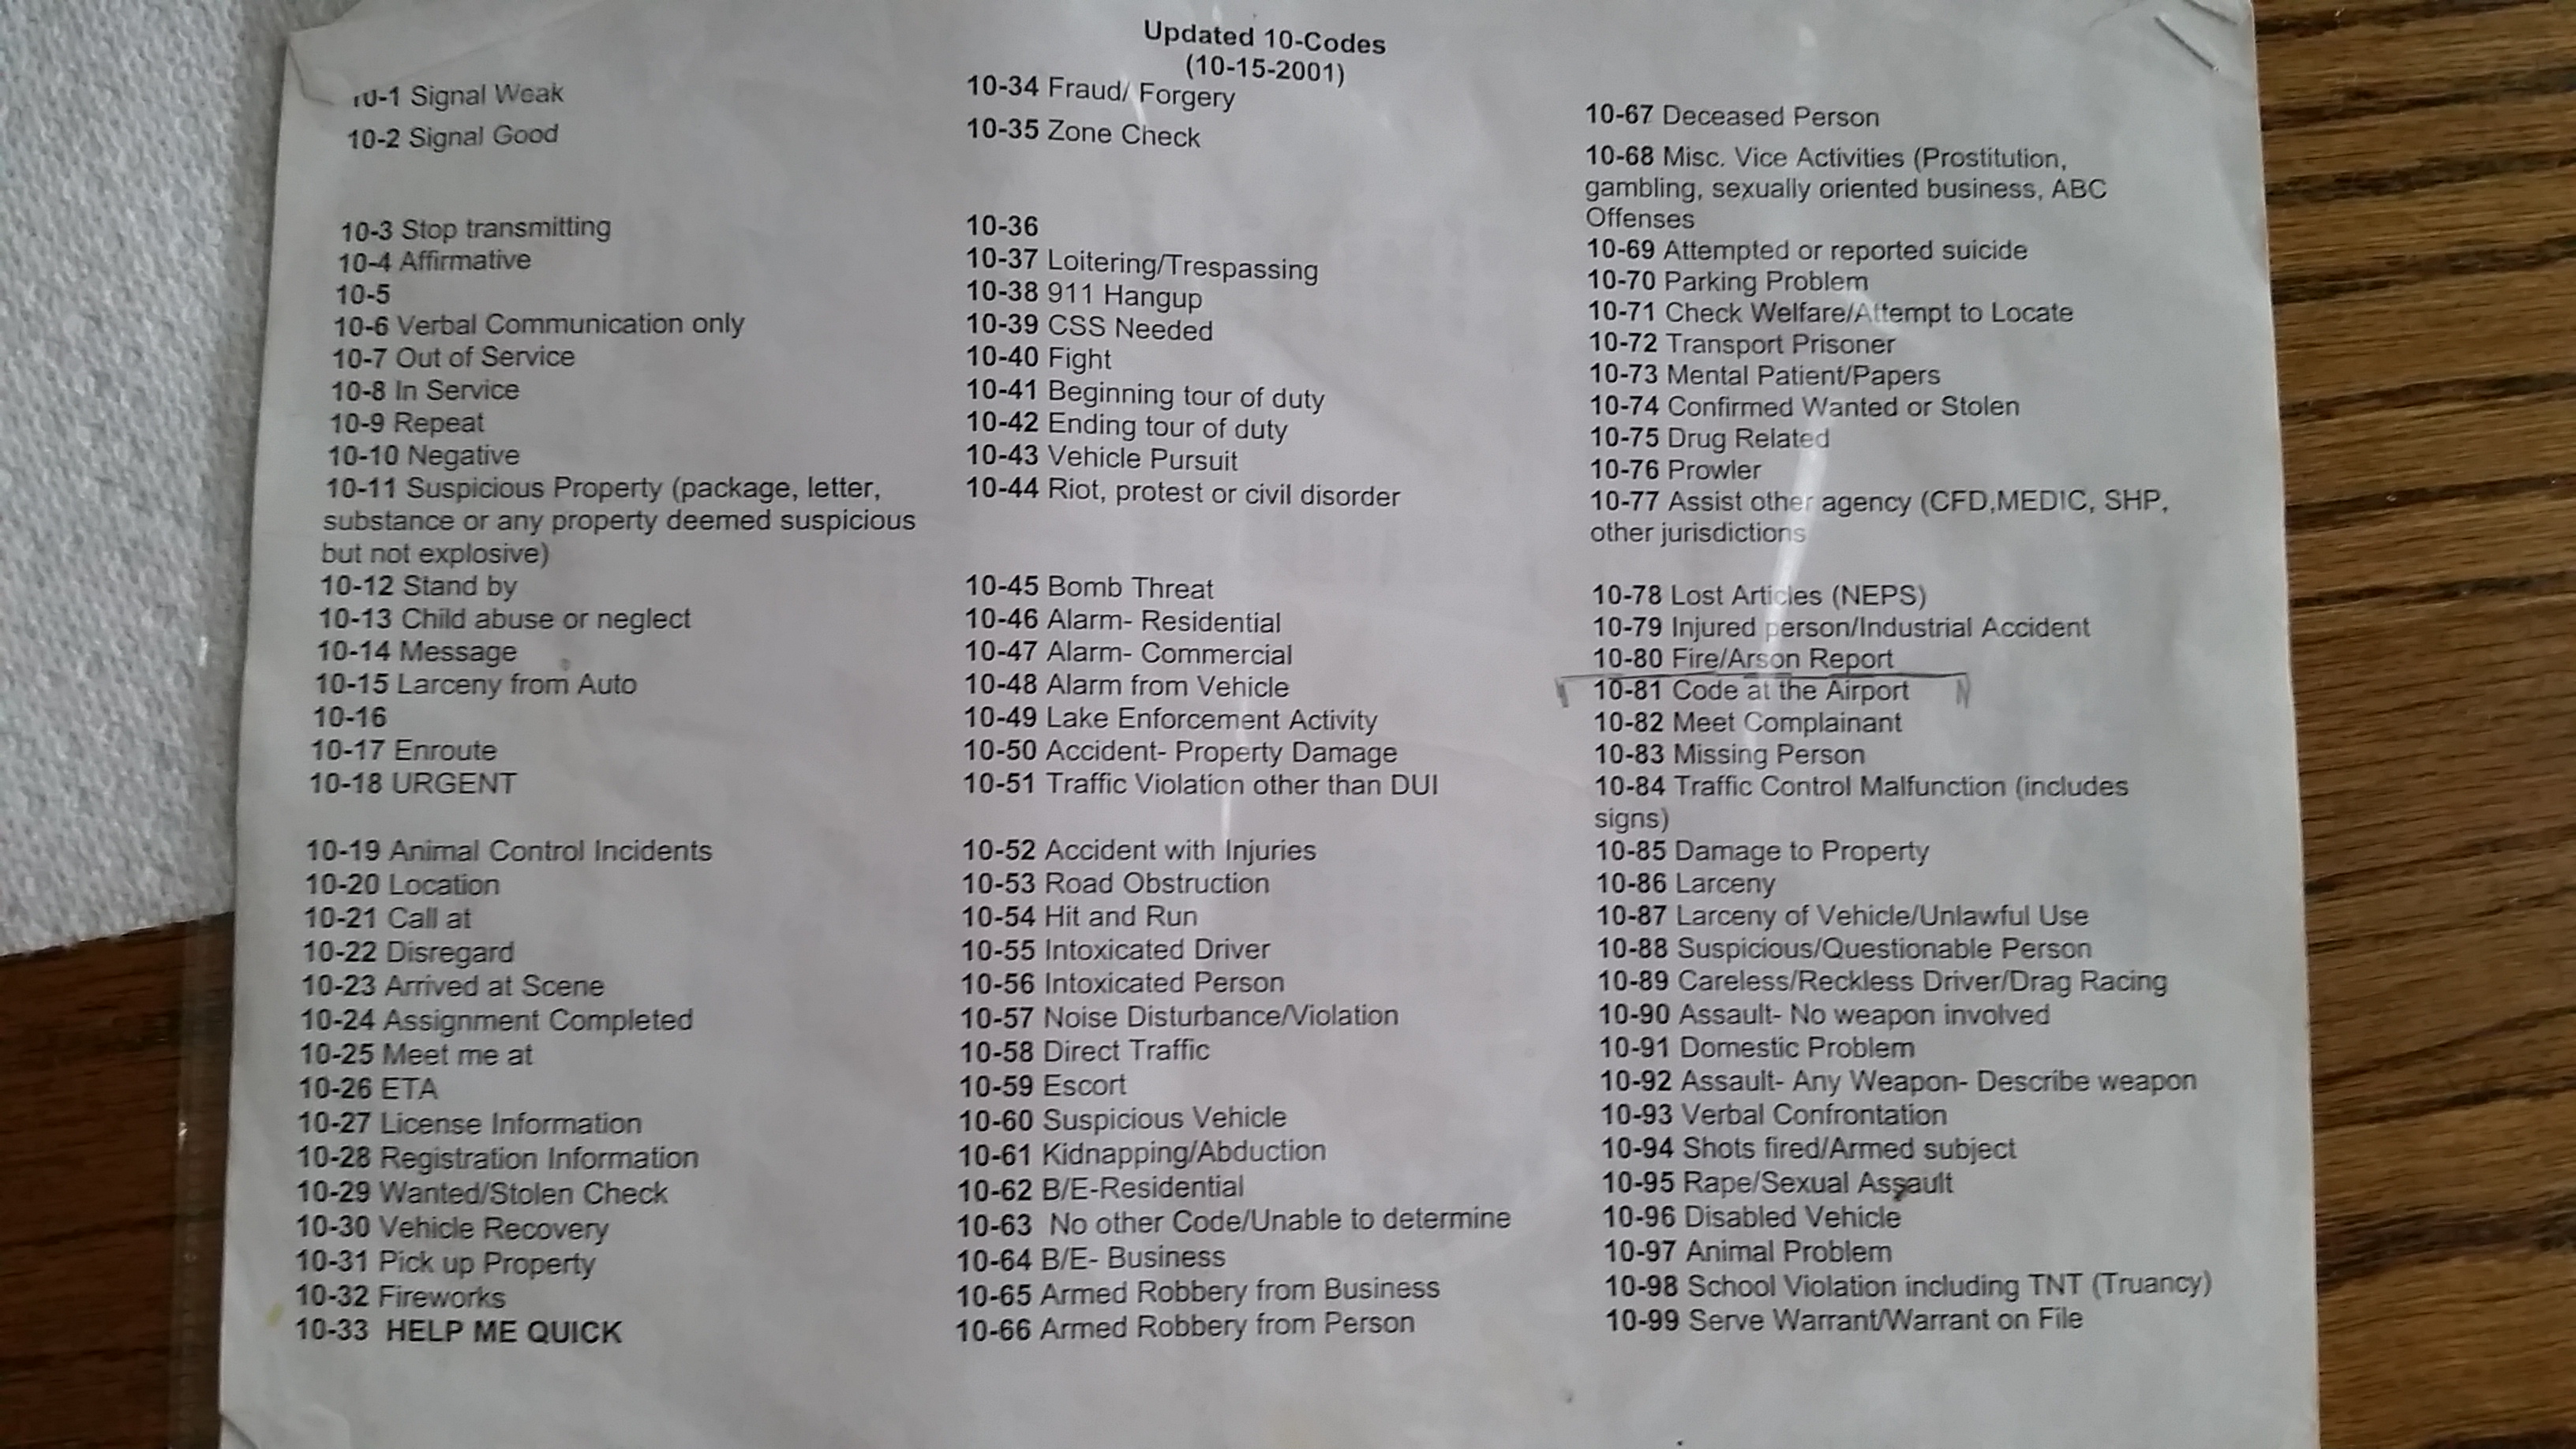 Updated 10-Codes
(10-15-2001)
10-1 Signal Weak
10-2 Signal Good
10-3 Stop transmitting
10-4 Affirmative
10-5
10-6 Verbal Communication only
10-7 Out of Service
10-8 In Service
10-9 Repeat
10-10 Negative
10-11 Suspicious Property (package, letter,
substance or any property deemed suspicious
but not explosive)
10-12 Stand by
10-13 Child abuse or neglect
10-14 Message
10-15 Larceny from Auto
10-16
10-17 Enroute
10-18 URGENT
10-19 Animal Control Incidents
10-20 Location
10-21 Call at
10-22 Disregard
10-23 Arrived at Scene
10-24 Assignment Completed
10-25 Meet me at
10-26 ETA
10-27 License Information
10-28 Registration Information
10-29 Wanted/Stolen Check
10-30 Vehicle Recovery
10-31 Pick up Property
10-32 Fireworks
10-33 HELP ME QUICK
10-34 Fraud/ Forgery
10-35 Zone Check
10-36
10-37 Loitering/Trespassing
10-38 911 Hangup
10-39 CSS Needed
10-40 Fight
10-41 Beginning tour of duty
10-42 Ending tour of duty
10-43 Vehicle Pursuit
10-44 Riot, protest or civil disorder
10-45 Bomb Threat
10-46 Alarm- Residential
10-47 Alarm- Commercial
10-48 Alarm from Vehicle
10-49 Lake Enforcement Activity
10-50 Accident- Property Damage
10-51 Traffic Violation other than DUI
10-52 Accident with Injuries
10-53 Road Obstruction
10-54 Hit and Run
10-55 Intoxicated Driver
10-56 Intoxicated Person
10-57 Noise Disturbance/Violation
10-58 Direct Traffic
10-59 Escort
10-60 Suspicious Vehicle
10-61 Kidnapping/Abduction
10-62 B/E-Residential
10-63 No other Code/Unable to determine
10-64 B/E- Business
10-65 Armed Robbery from Business
10-66 Armed Robbery from Person
10-67 Deceased Person
10-68 Misc. Vice Activities (Prostitution,
gambling, sexually oriented business, ABC
Offenses
10-69 Attempted or reported suicide
10-70 Parking Problem
10-71 Check Welfare/Attempt to Locate
10-72 Transport Prisoner
10-73 Mental Patient/Papers
10-74 Confirmed Wanted or Stolen
10-75 Drug Related
10-76 Prowler
10-77 Assist other agency (CFD,MEDIC, SHP,
other jurisdictions
10-78 Lost Articles (NEPS)
10-79 Injured person/Industrial Accident
10-80 Fire/Arson Report
10-81 Code at the Airport
10-82 Meet Complainant
10-83 Missing Person
10-84 Traffic Control Malfunction (includes
signs)
10-85 Damage to Property
10-86 Larceny
10-87 Larceny of Vehicle/Unlawful Use
10-88 Suspicious/Questionable Person
10-89 Careless/Reckless Driver/Drag Racing
10-90 Assault- No weapon involved
10-91 Domestic Problem
10-92 Assault- Any Weapon- Describe weapon
10-93 Verbal Confrontation
10-94 Shots fired/Armed subject
10-95 Rape/Sexual Assault
10-96 Disabled Vehicle
10-97 Animal Problem
10-98 School Violation including TNT (Truancy)
10-99 Serve Warrant/Warrant on File